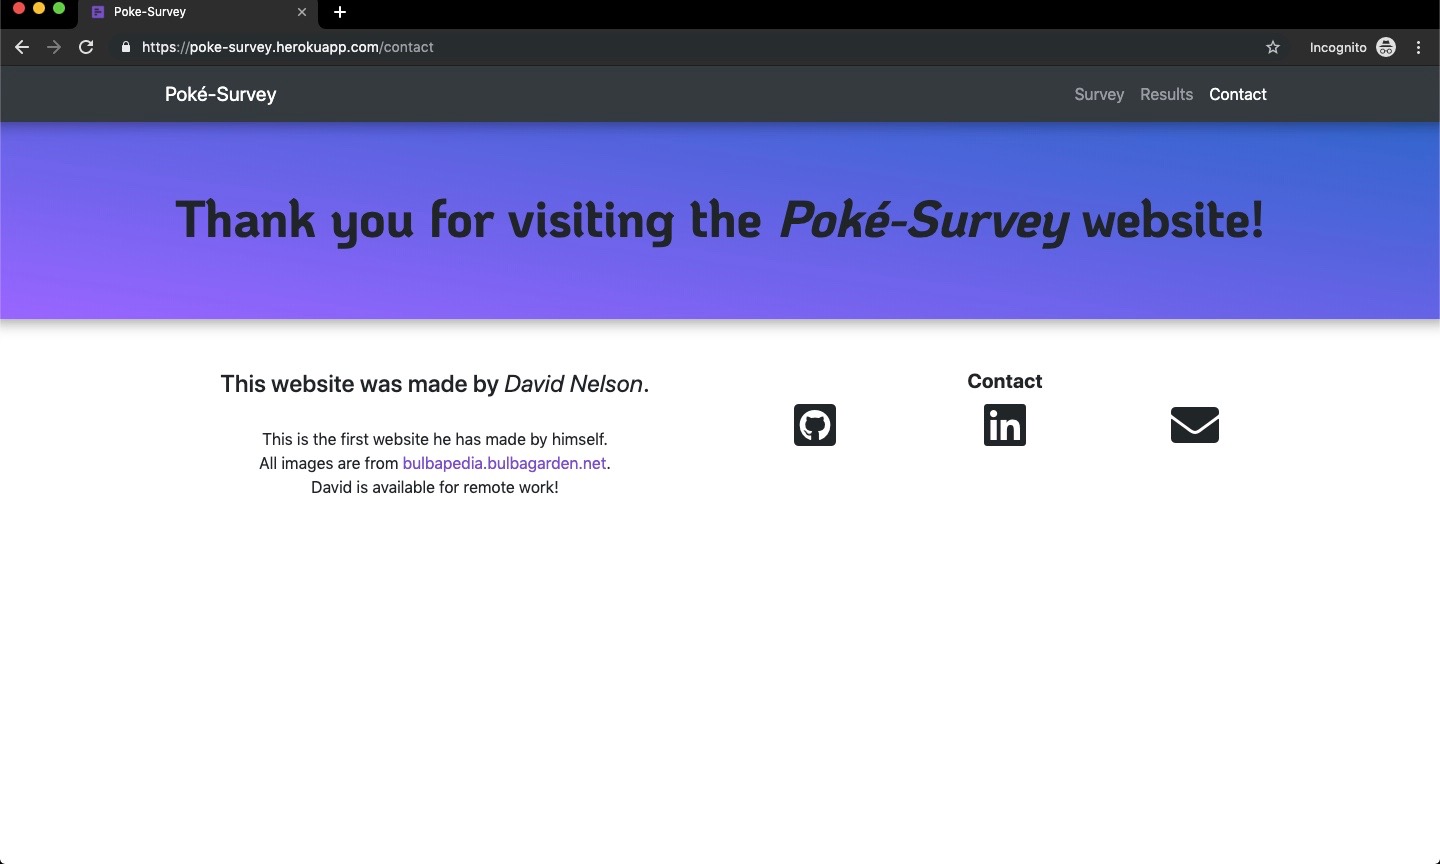 Poke-Survey
https://poke-survey.herokuapp.com/contact
Incognito
Poké-Survey
Survey Results Contact
Thank you for visiting the Poké-Survey website!
This website was made by David Nelson.
This is the first website he has made by himself.
All images are from bulbapedia.bulbagarden.net.
David is available for remote work!
Contact
in